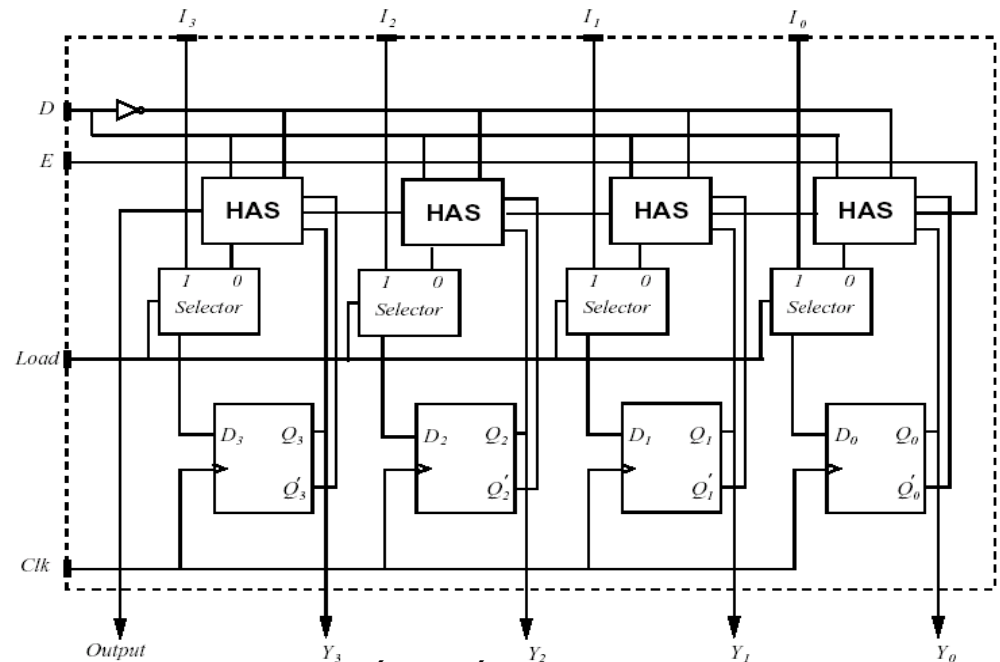 I3 I2 I1 I0
D
E
HAS HAS HAS HAS
1 0 1 0 1 0 1 0
Selector Selector Selector Selector
Load
D3 Q3 D2 Q2 D1 Q1 D0 Q0
Q'3 Q'2 Q'1 Q'0
Clk
Output Y3 Y2 Y1 Y0